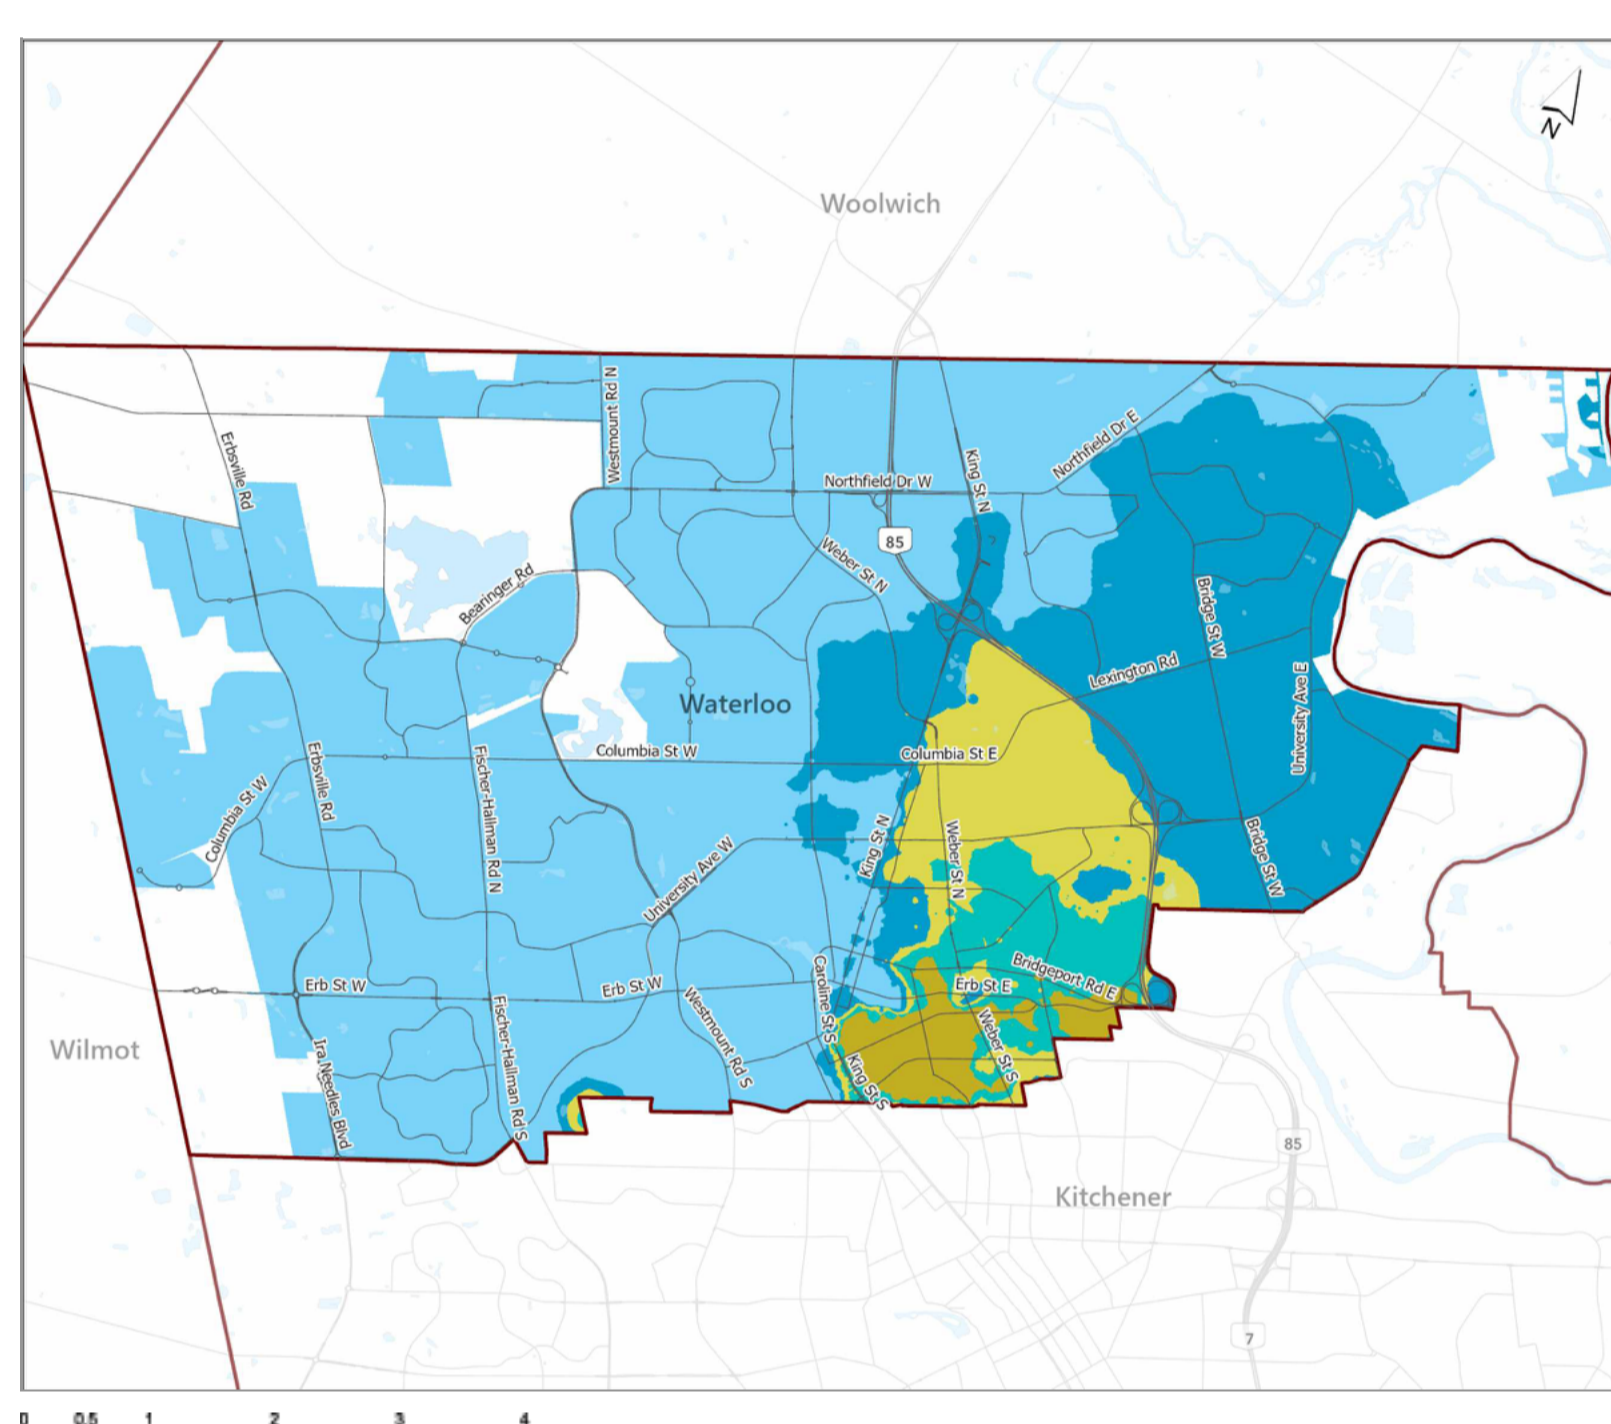 N
Woolwich
Westmount Rd N
Erbsville Rd
Northfield Dr E
King St N
Northfield Dr W
85
Weber St N
Bearinger Rd
Bridge St W
Lexington Rd
University Ave E
Waterloo
Columbia St W
Columbia St E
Erbsville Rd
Fischer-Hallman Rd N
Columbia St W
King St N
Weber St N
Bridge St W
University Ave W
Bridgeport Rd E
Caroline St S
Erb St W
Erb St W
Erb St E
Westmount Rd S
Fischer-Hallman Rd S
Weber St S
Wilmot
Ira Needles Blvd
King St S
85
Kitchener
7
0 0.5 1 2 3 4